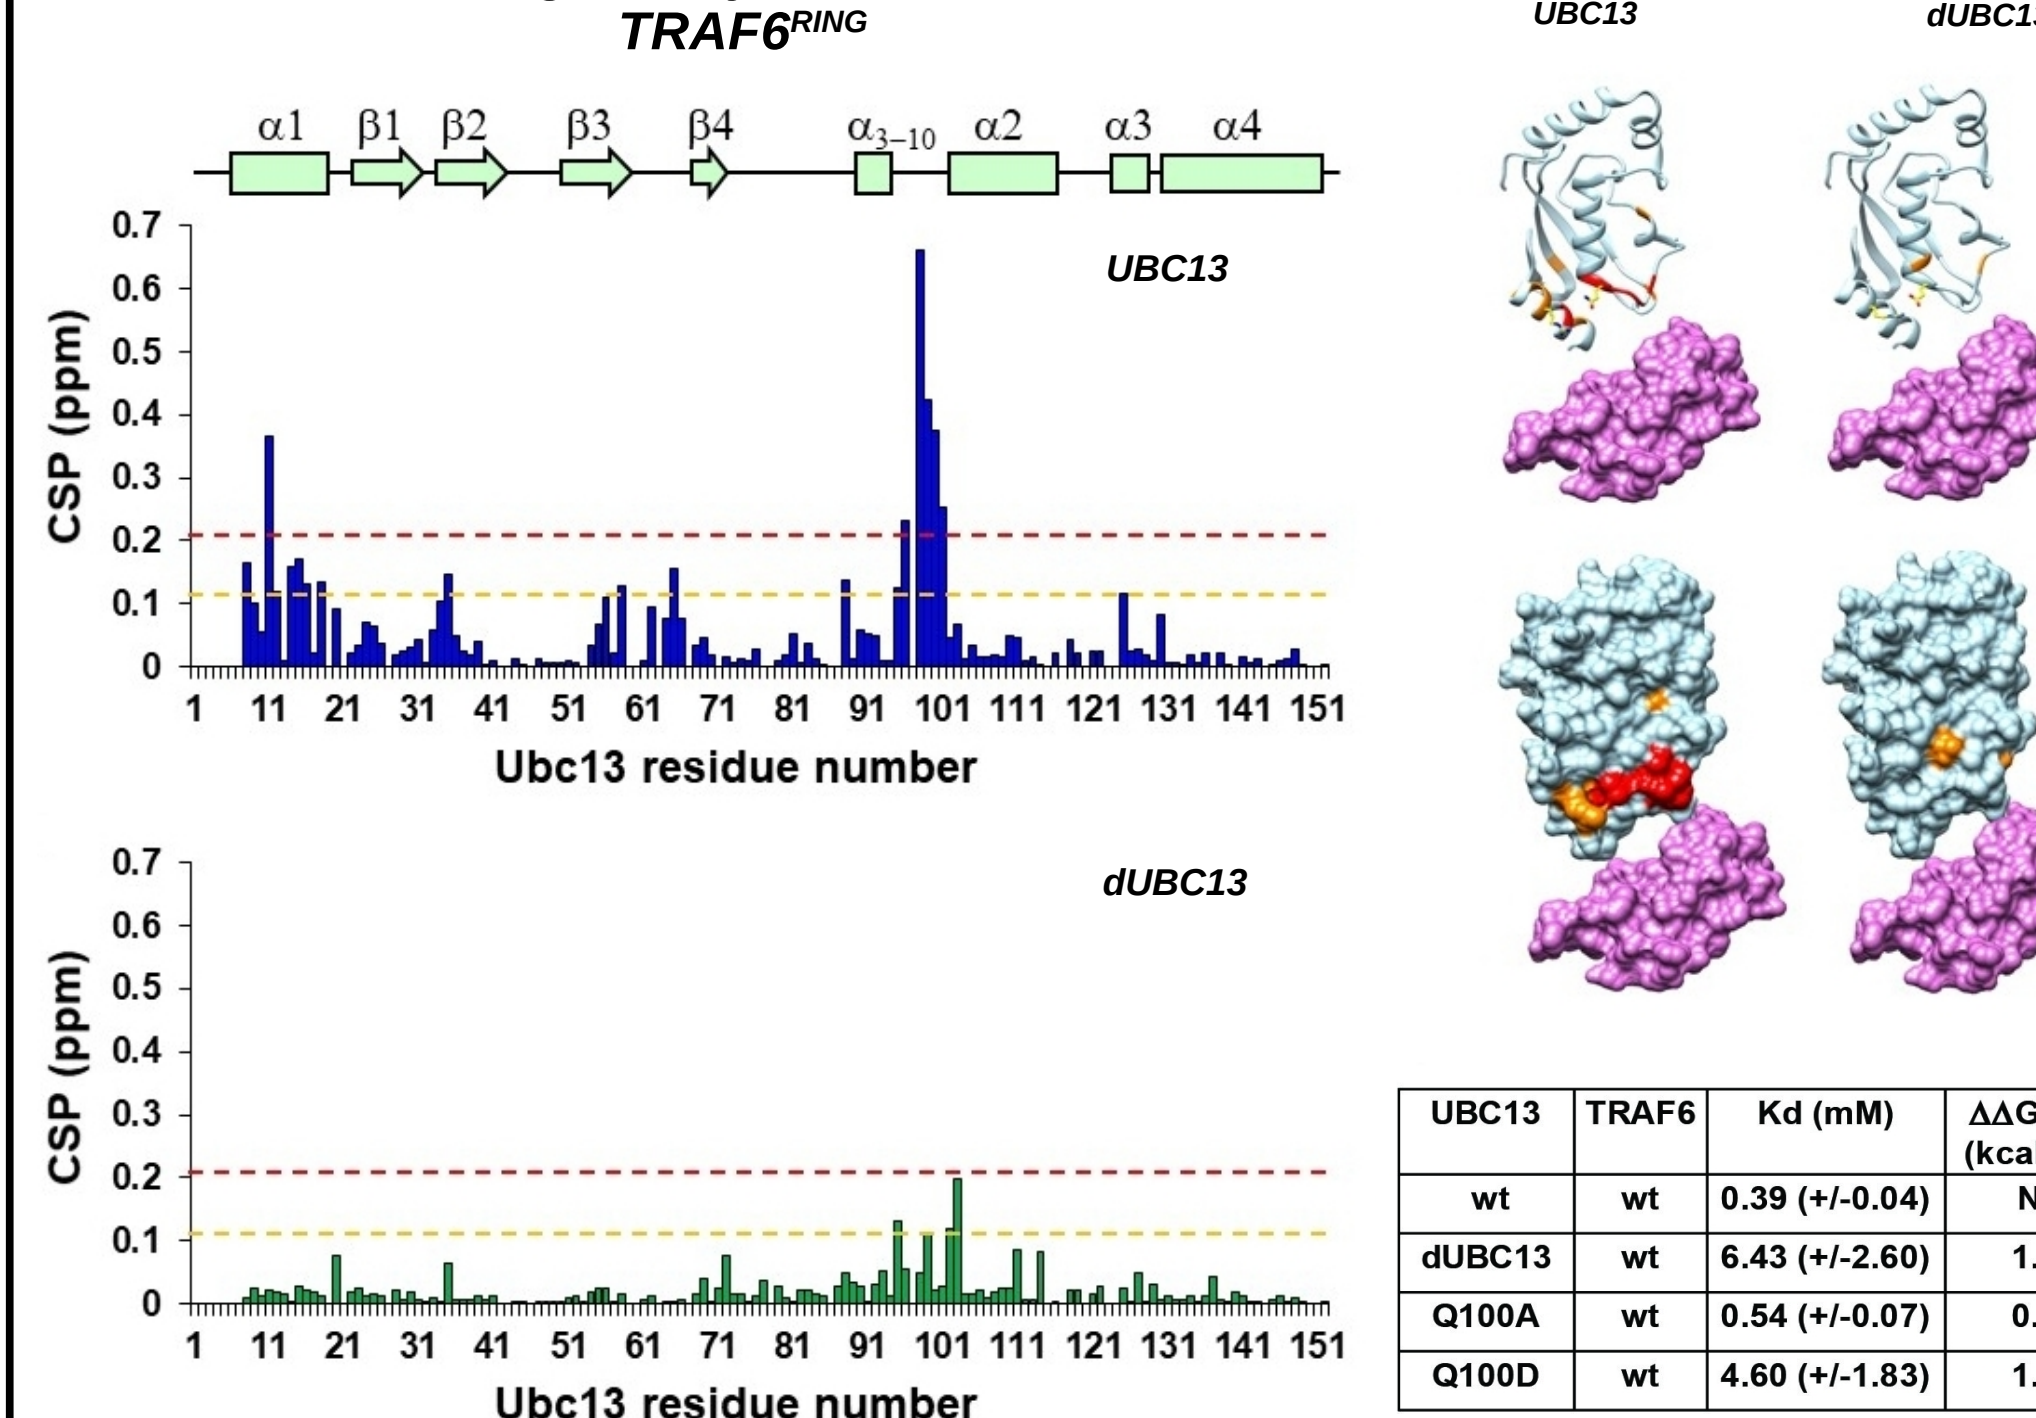 TRAF6RING
UBC13
dUBC13
α1 β1 β2 β3 β4 α3–10 α2 α3 α4
UBC13
CSP (ppm)
0.7
0.6
0.5
0.4
0.3
0.2
0.1
0
1 11 21 31 41 51 61 71 81 91 101 111 121 131 141 151
Ubc13 residue number
dUBC13
CSP (ppm)
0.7
0.6
0.5
0.4
0.3
0.2
0.1
0
1 11 21 31 41 51 61 71 81 91 101 111 121 131 141 151
Ubc13 residue number
UBC13 TRAF6 Kd (mM) ΔΔG
(kcal
wt wt 0.39 (+/-0.04) N
dUBC13 wt 6.43 (+/-2.60) 1.
Q100A wt 0.54 (+/-0.07) 0.
Q100D wt 4.60 (+/-1.83) 1.